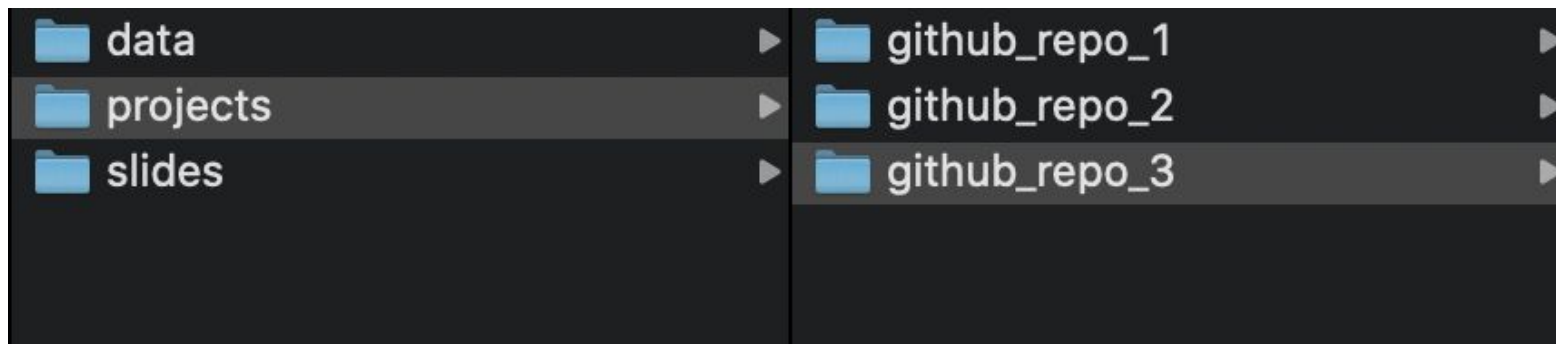 data
projects
slides
github_repo_1
github_repo_2
github_repo_3